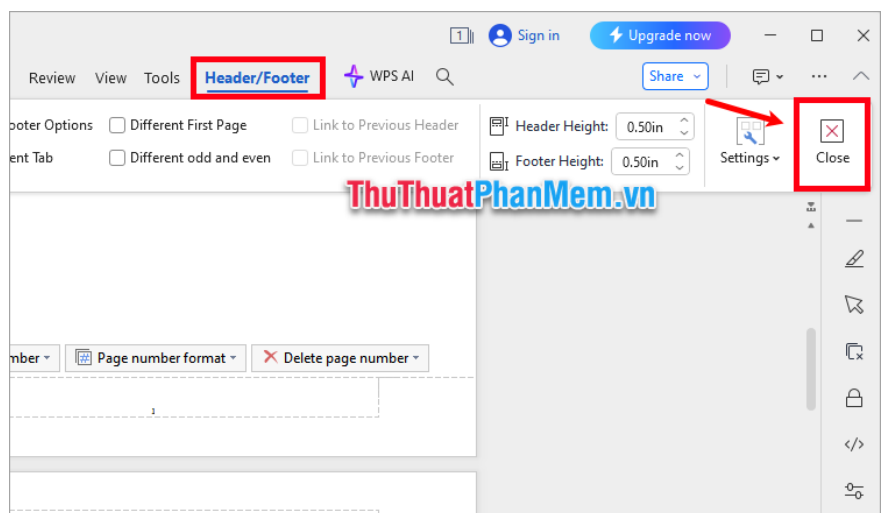 1 Sign in Upgrade now
Review View Tools Header/Footer WPS AI Share
ooter Options Different First Page Link to Previous Header Header Height: 0.50in
ent Tab Different odd and even Link to Previous Footer Footer Height: 0.50in Settings Close
ThuThuatPhanMem.vn
mber Page number format Delete page number
1